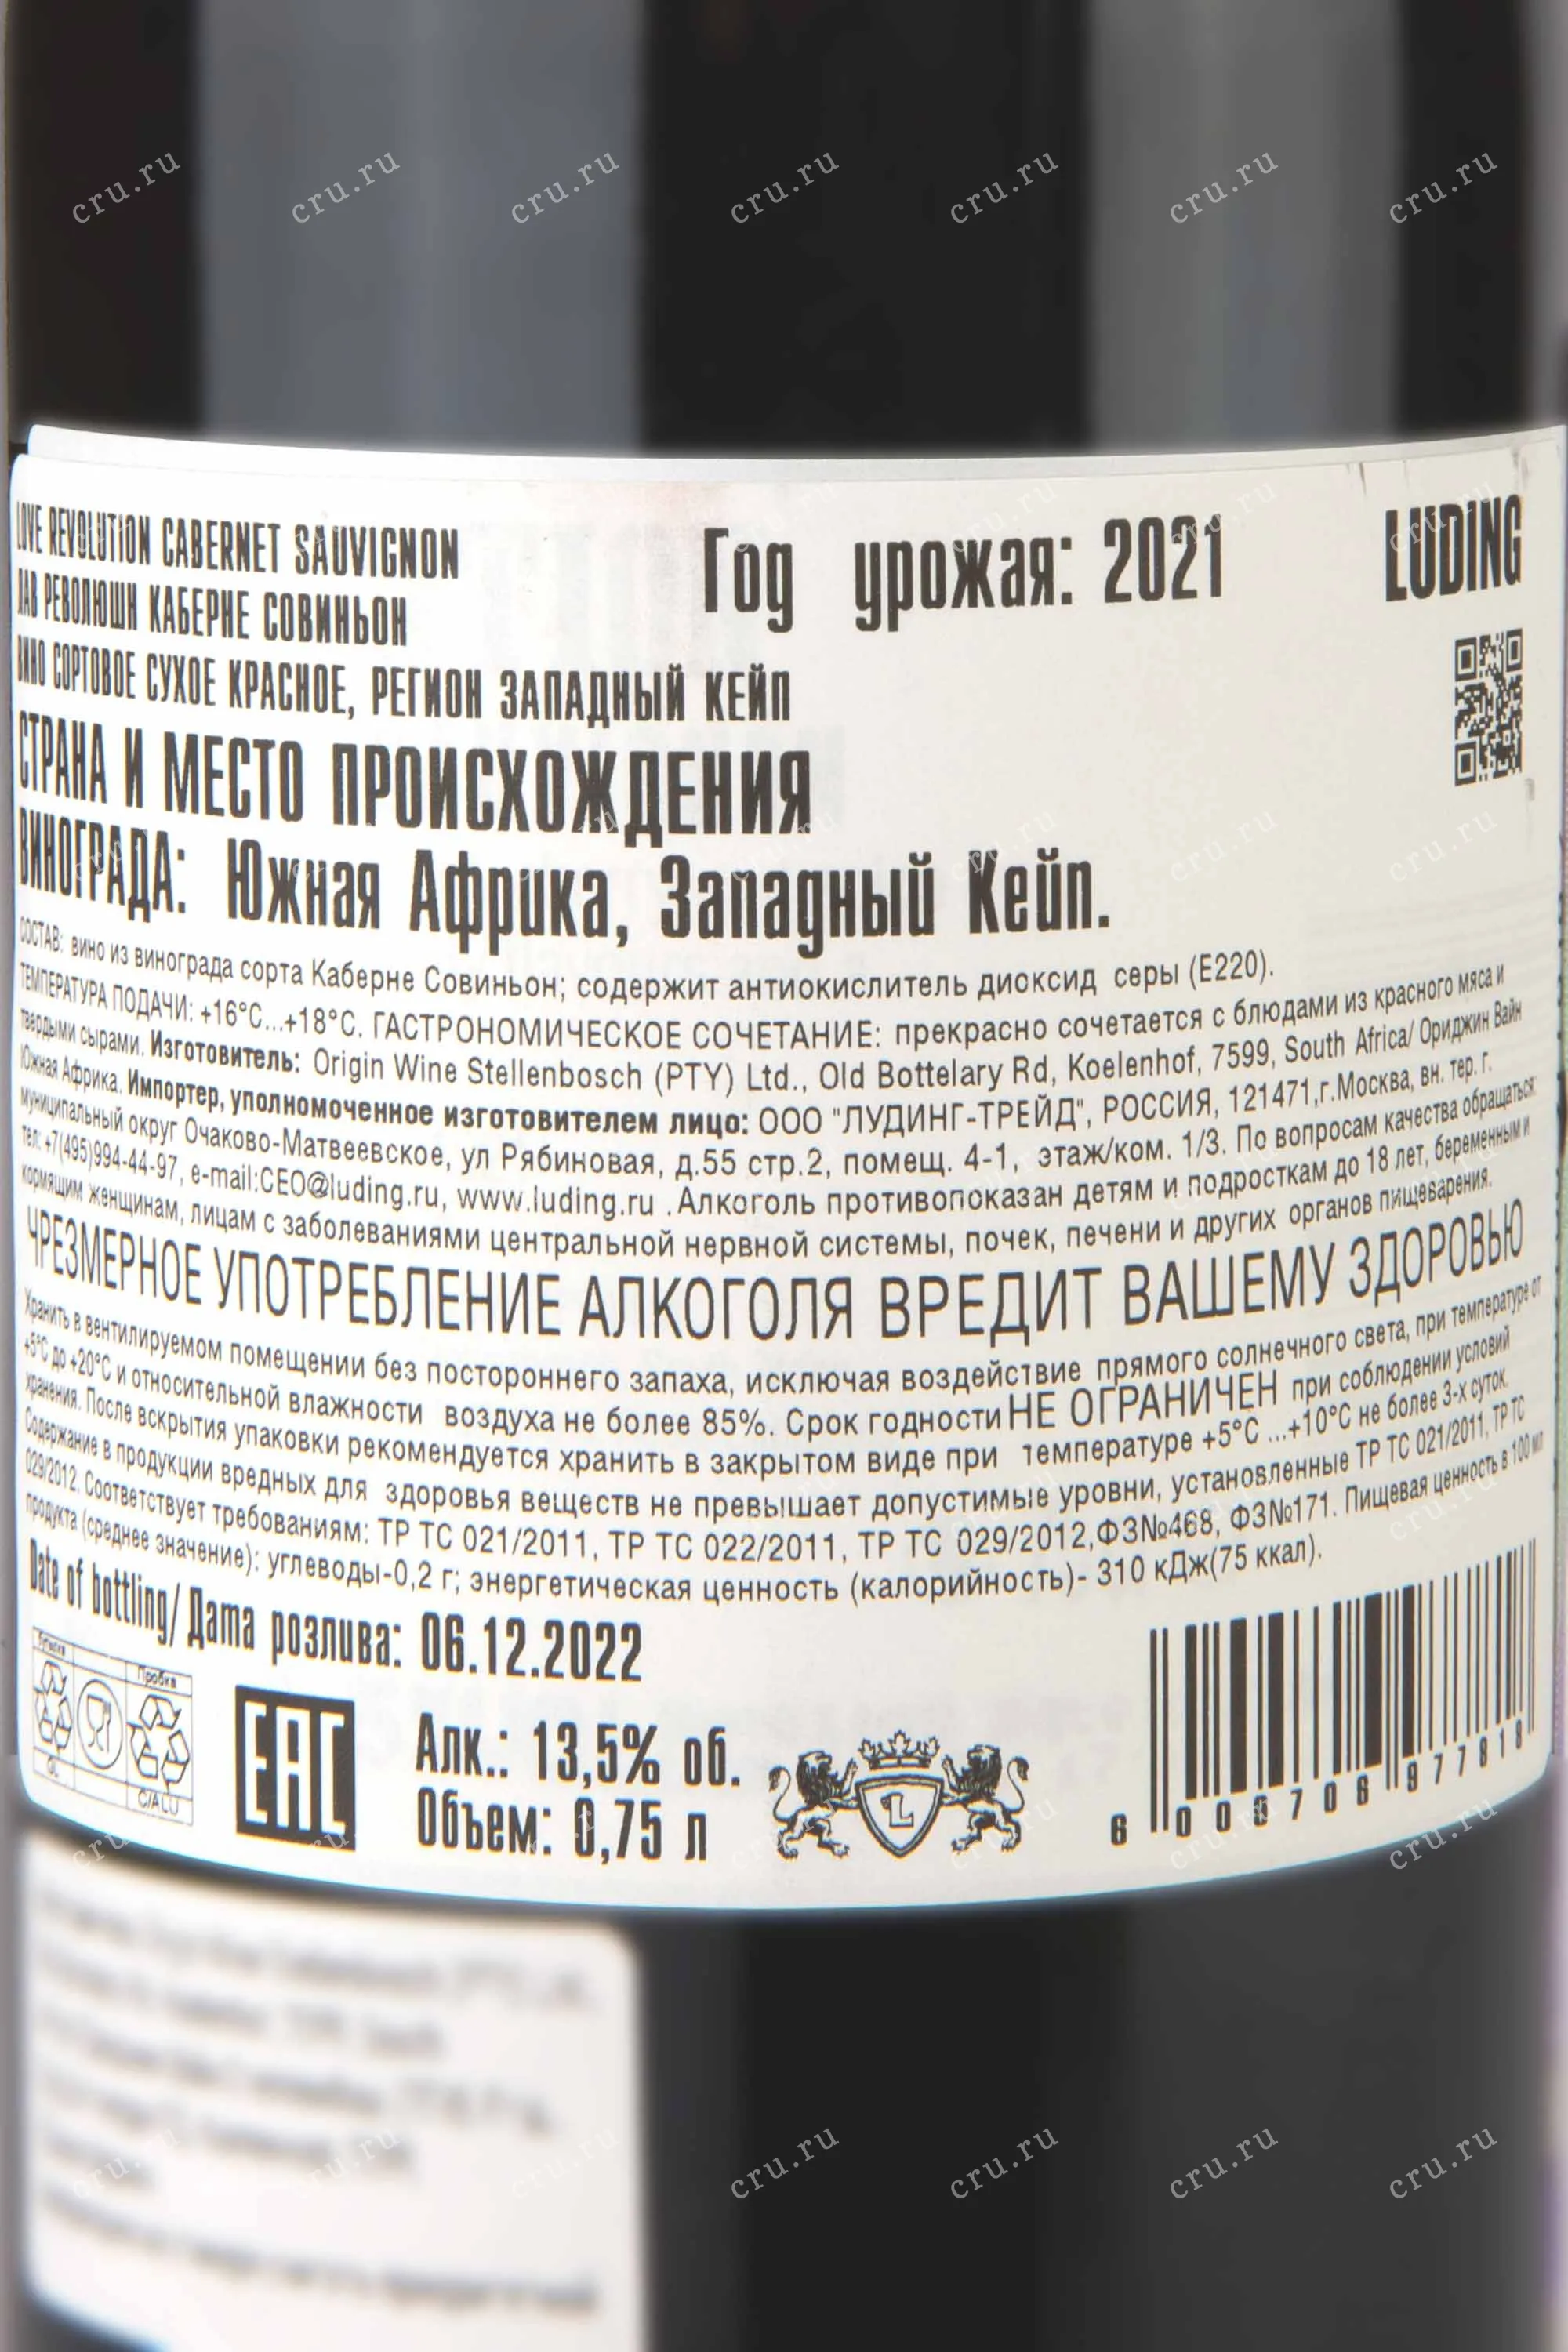 LOVE REVOLUTION CABERNET SAUVIGNON
ЛАВ РЕВОЛЮШН КАБЕРНЕ СОВИНЬОН
Год урожая: 2021
LUDING
ВИНО СОРТОВОЕ СУХОЕ КРАСНОЕ, РЕГИОН ЗАПАДНЫЙ КЕЙП
СТРАНА И МЕСТО ПРОИСХОЖДЕНИЯ
ВИНОГРАДА: Южная Африка, Западный Кейп.
СОСТАВ: вино из винограда сорта Каберне Совиньон; содержит антиокислитель диоксид серы (Е220).
ТЕМПЕРАТУРА ПОДАЧИ: +16°С...+18°С. ГАСТРОНОМИЧЕСКОЕ СОЧЕТАНИЕ: прекрасно сочетается с блюдами из красного мяса и
твердыми сырами. Изготовитель: Origin Wine Stellenbosch (PTY) Ltd., Old Bottelary Rd, Koelenhof, 7599, South Africa/ Ориджин Вайн
Южная Африка. Импортер, уполномоченное изготовителем лицо: ООО "ЛУДИНГ-ТРЕЙД", РОССИЯ, 121471,г.Москва, вн. тер. г.
муниципальный округ Очаково-Матвеевское, ул Рябиновая, д.55 стр.2, помещ. 4-1, этаж/ком. 1/3. По вопросам качества обращаться:
тел: +7(495)994-44-97, e-mail:CEO@luding.ru, www.luding.ru .Алкоголь противопоказан детям и подросткам до 18 лет, беременным и
кормящим женщинам, лицам с заболеваниями центральной нервной системы, почек, печени и других органов пищеварения.
ЧРЕЗМЕРНОЕ УПОТРЕБЛЕНИЕ АЛКОГОЛЯ ВРЕДИТ ВАШЕМУ ЗДОРОВЬЮ
Хранить в вентилируемом помещении без постороннего запаха, исключая воздействие прямого солнечного света, при температуре от
+5°С до +20°С и относительной влажности воздуха не более 85%. Срок годности НЕ ОГРАНИЧЕН при соблюдении условий
хранения. После вскрытия упаковки рекомендуется хранить в закрытом виде при температуре +5°С ...+10°С не более 3-х суток.
Содержание в продукции вредных для здоровья веществ не превышает допустимые уровни, установленные ТР ТС 021/2011, ТР ТС
029/2012. Соответствует требованиям: ТР ТС 021/2011, ТР ТС 022/2011, ТР ТС 029/2012,ФЗ№468, ФЗ№171. Пищевая ценность в 100 мл
продукта (среднее значение): углеводы-0,2 г; энергетическая ценность (калорийность)- 310 кДж(75 ккал).
Date of bottling/ Дата розлива: 06.12.2022
Бутылка
Пробка
GL
C/ALU
EAC
Алк.: 13,5% об.
Объем: 0,75 л
L
6 000706 977818
cru.ru